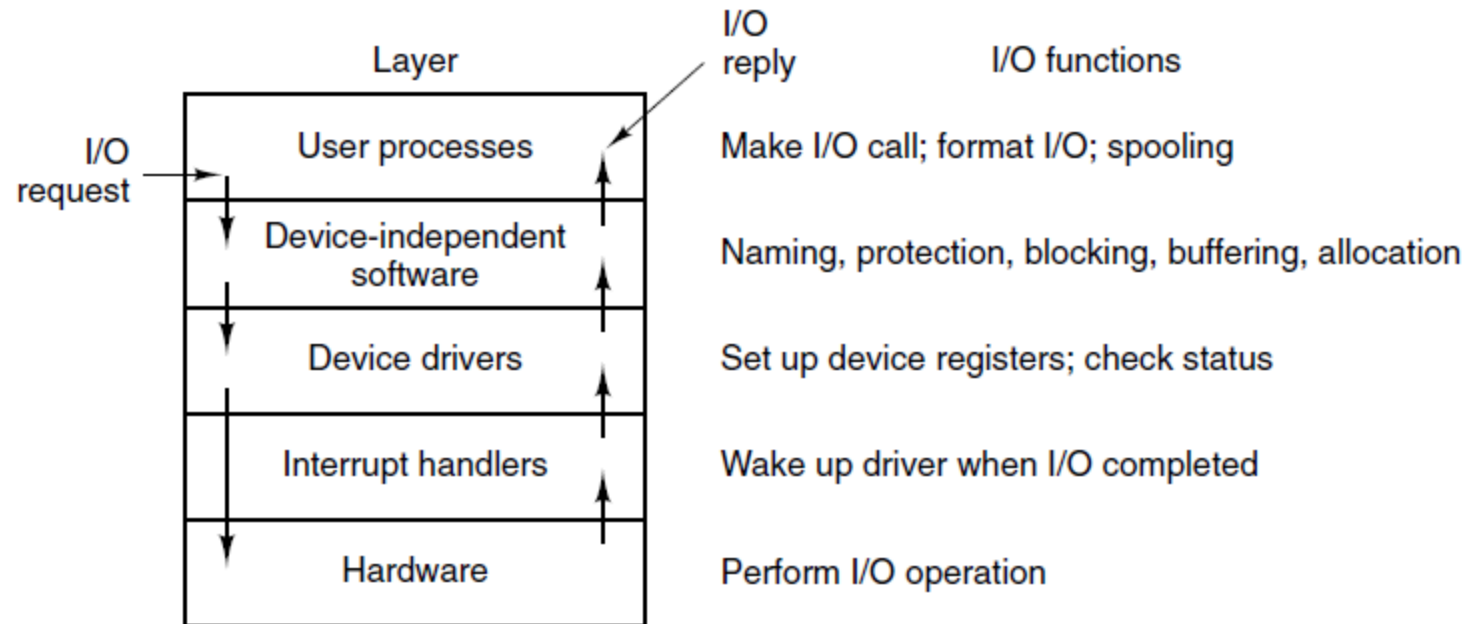 I/O
reply
Layer
I/O functions
User processes
Make I/O call; format I/O; spooling
I/O
request
Device-independent
software
Naming, protection, blocking, buffering, allocation
Device drivers
Set up device registers; check status
Interrupt handlers
Wake up driver when I/O completed
Hardware
Perform I/O operation